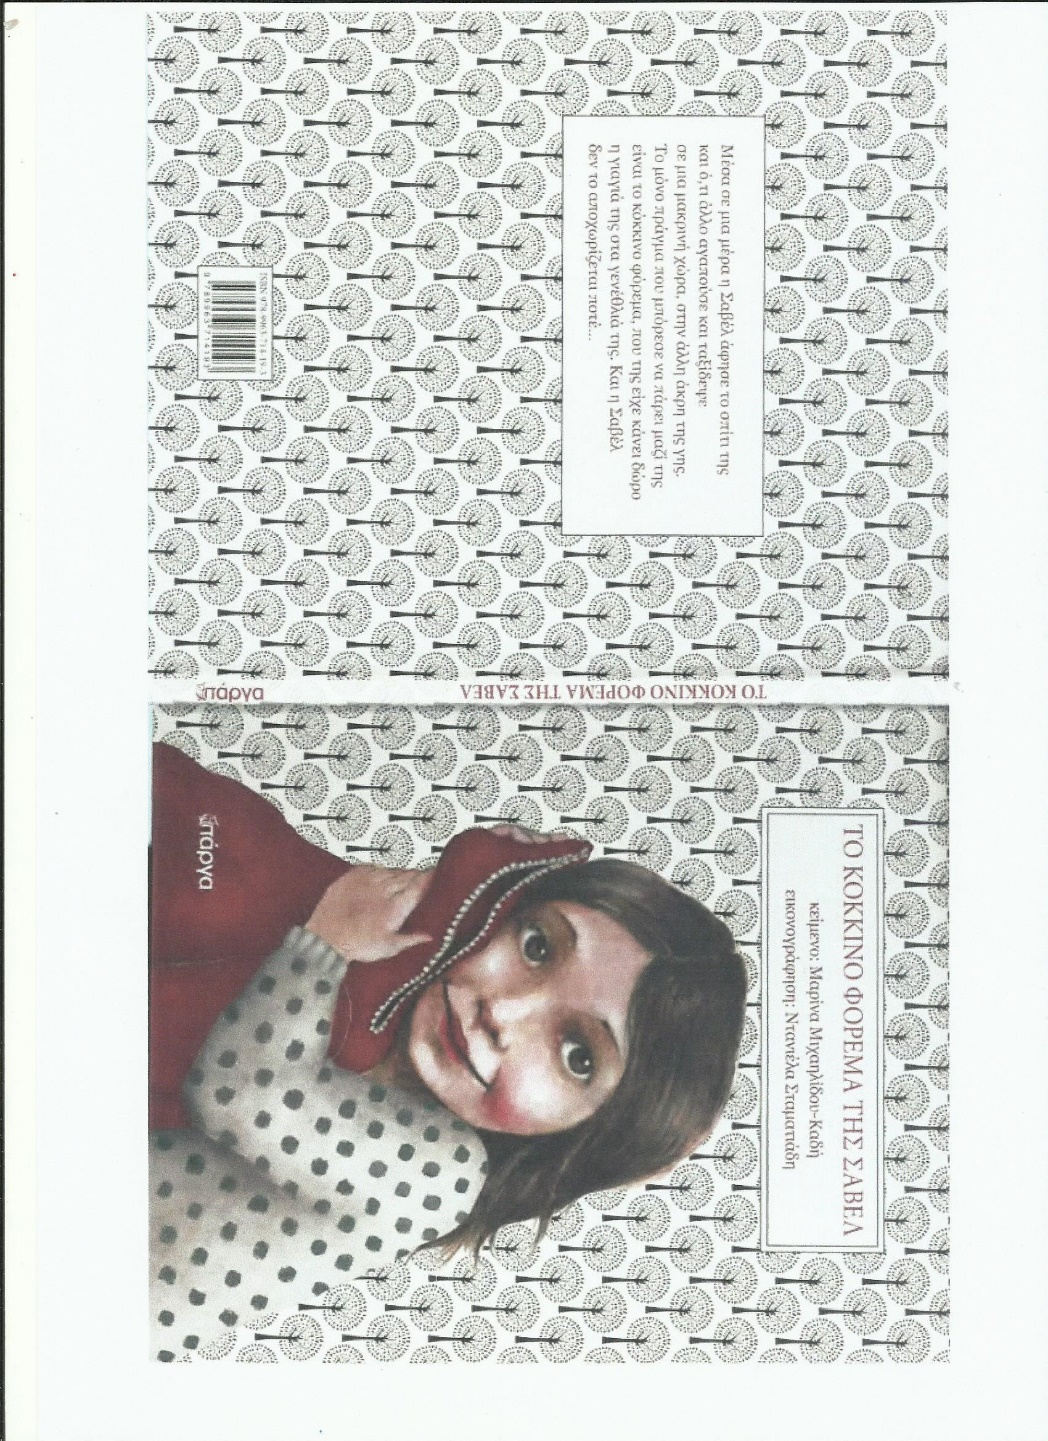 Μέσα σε μια μέρα η Σαβέλ άφησε το σπίτι της
και ό,τι άλλο αγαπούσε και ταξίδεψε
σε μια μακρινή χώρα, στην άλλη άκρη της γης.
Το μόνο πράγμα που μπόρεσε να πάρει μαζί της
είναι το κόκκινο φόρεμα, που της είχε κάνει δώρο
η γιαγιά της στα γενέθλιά της. Και η Σαβέλ
δεν το αποχωρίζεται ποτέ...
ΤΟ ΚΟΚΚΙΝΟ ΦΟΡΕΜΑ ΤΗΣ ΣΑΒΕΛ
πάργα
ΤΟ ΚΟΚΚΙΝΟ ΦΟΡΕΜΑ ΤΗΣ ΣΑΒΕΛ
κείμενο: Μαρίνα Μιχαηλίδου-Καδή
εικονογράφηση: Ντανιέλα Σταματιάδη
πάργα